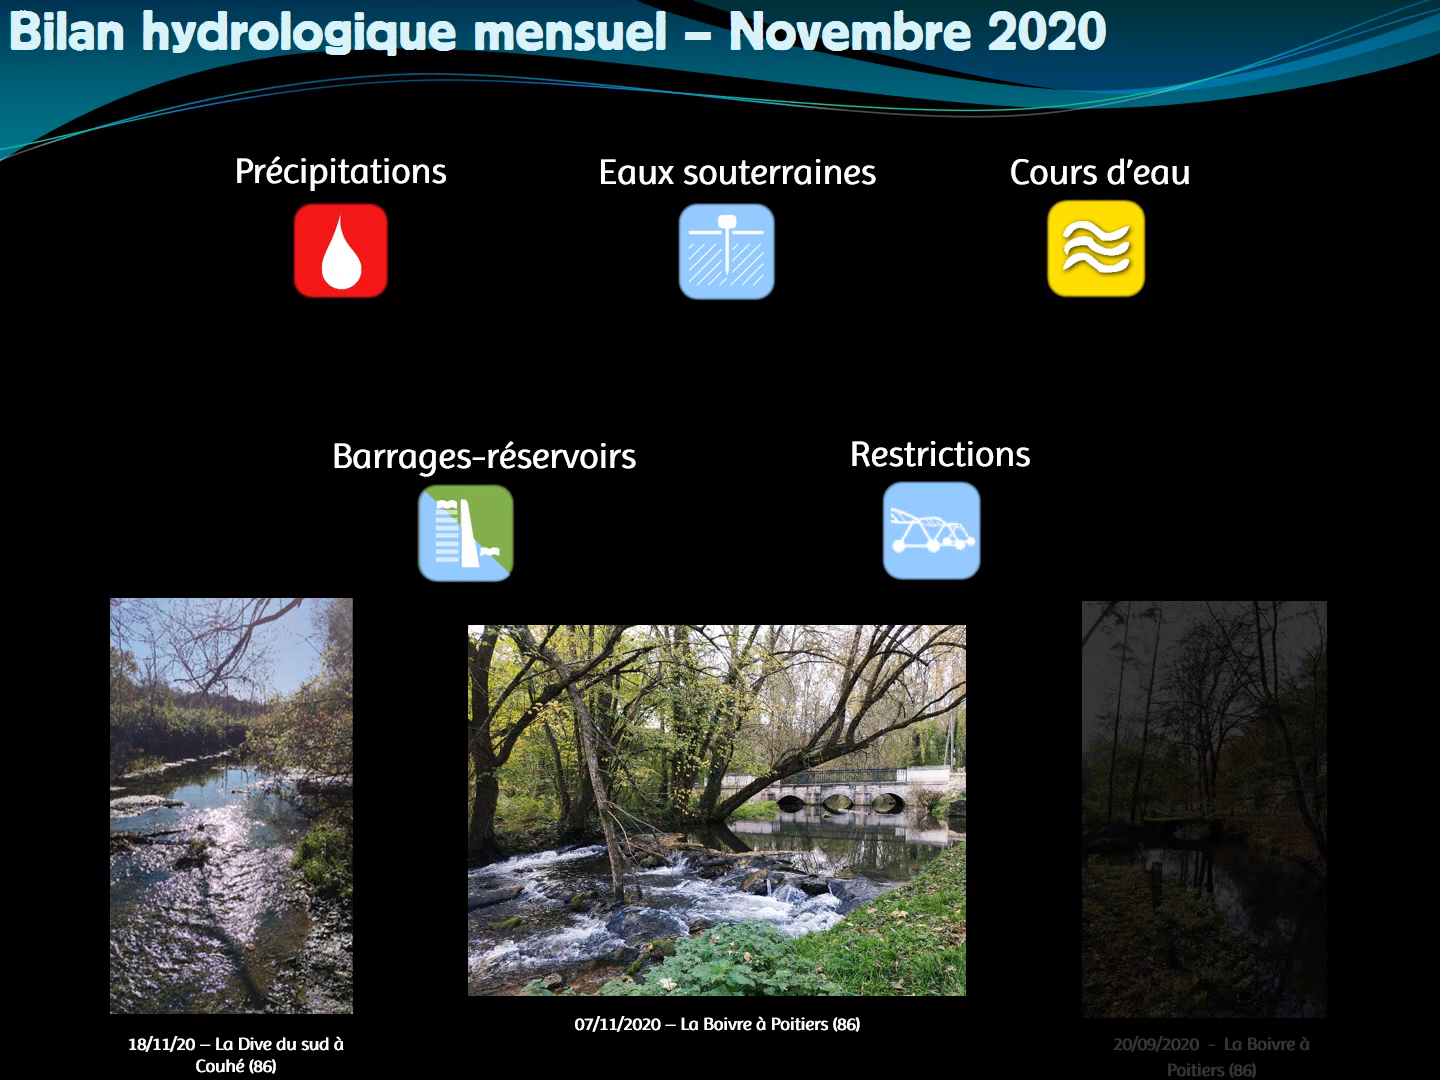 Bilan hydrologique mensuel – Novembre 2020
Précipitations
Eaux souterraines
Cours d’eau
Barrages-réservoirs
Restrictions
07/11/2020 – La Boivre à Poitiers (86)
18/11/20 – La Dive du sud à
Couhé (86)
20/09/2020 - La Boivre à
Poitiers (86)